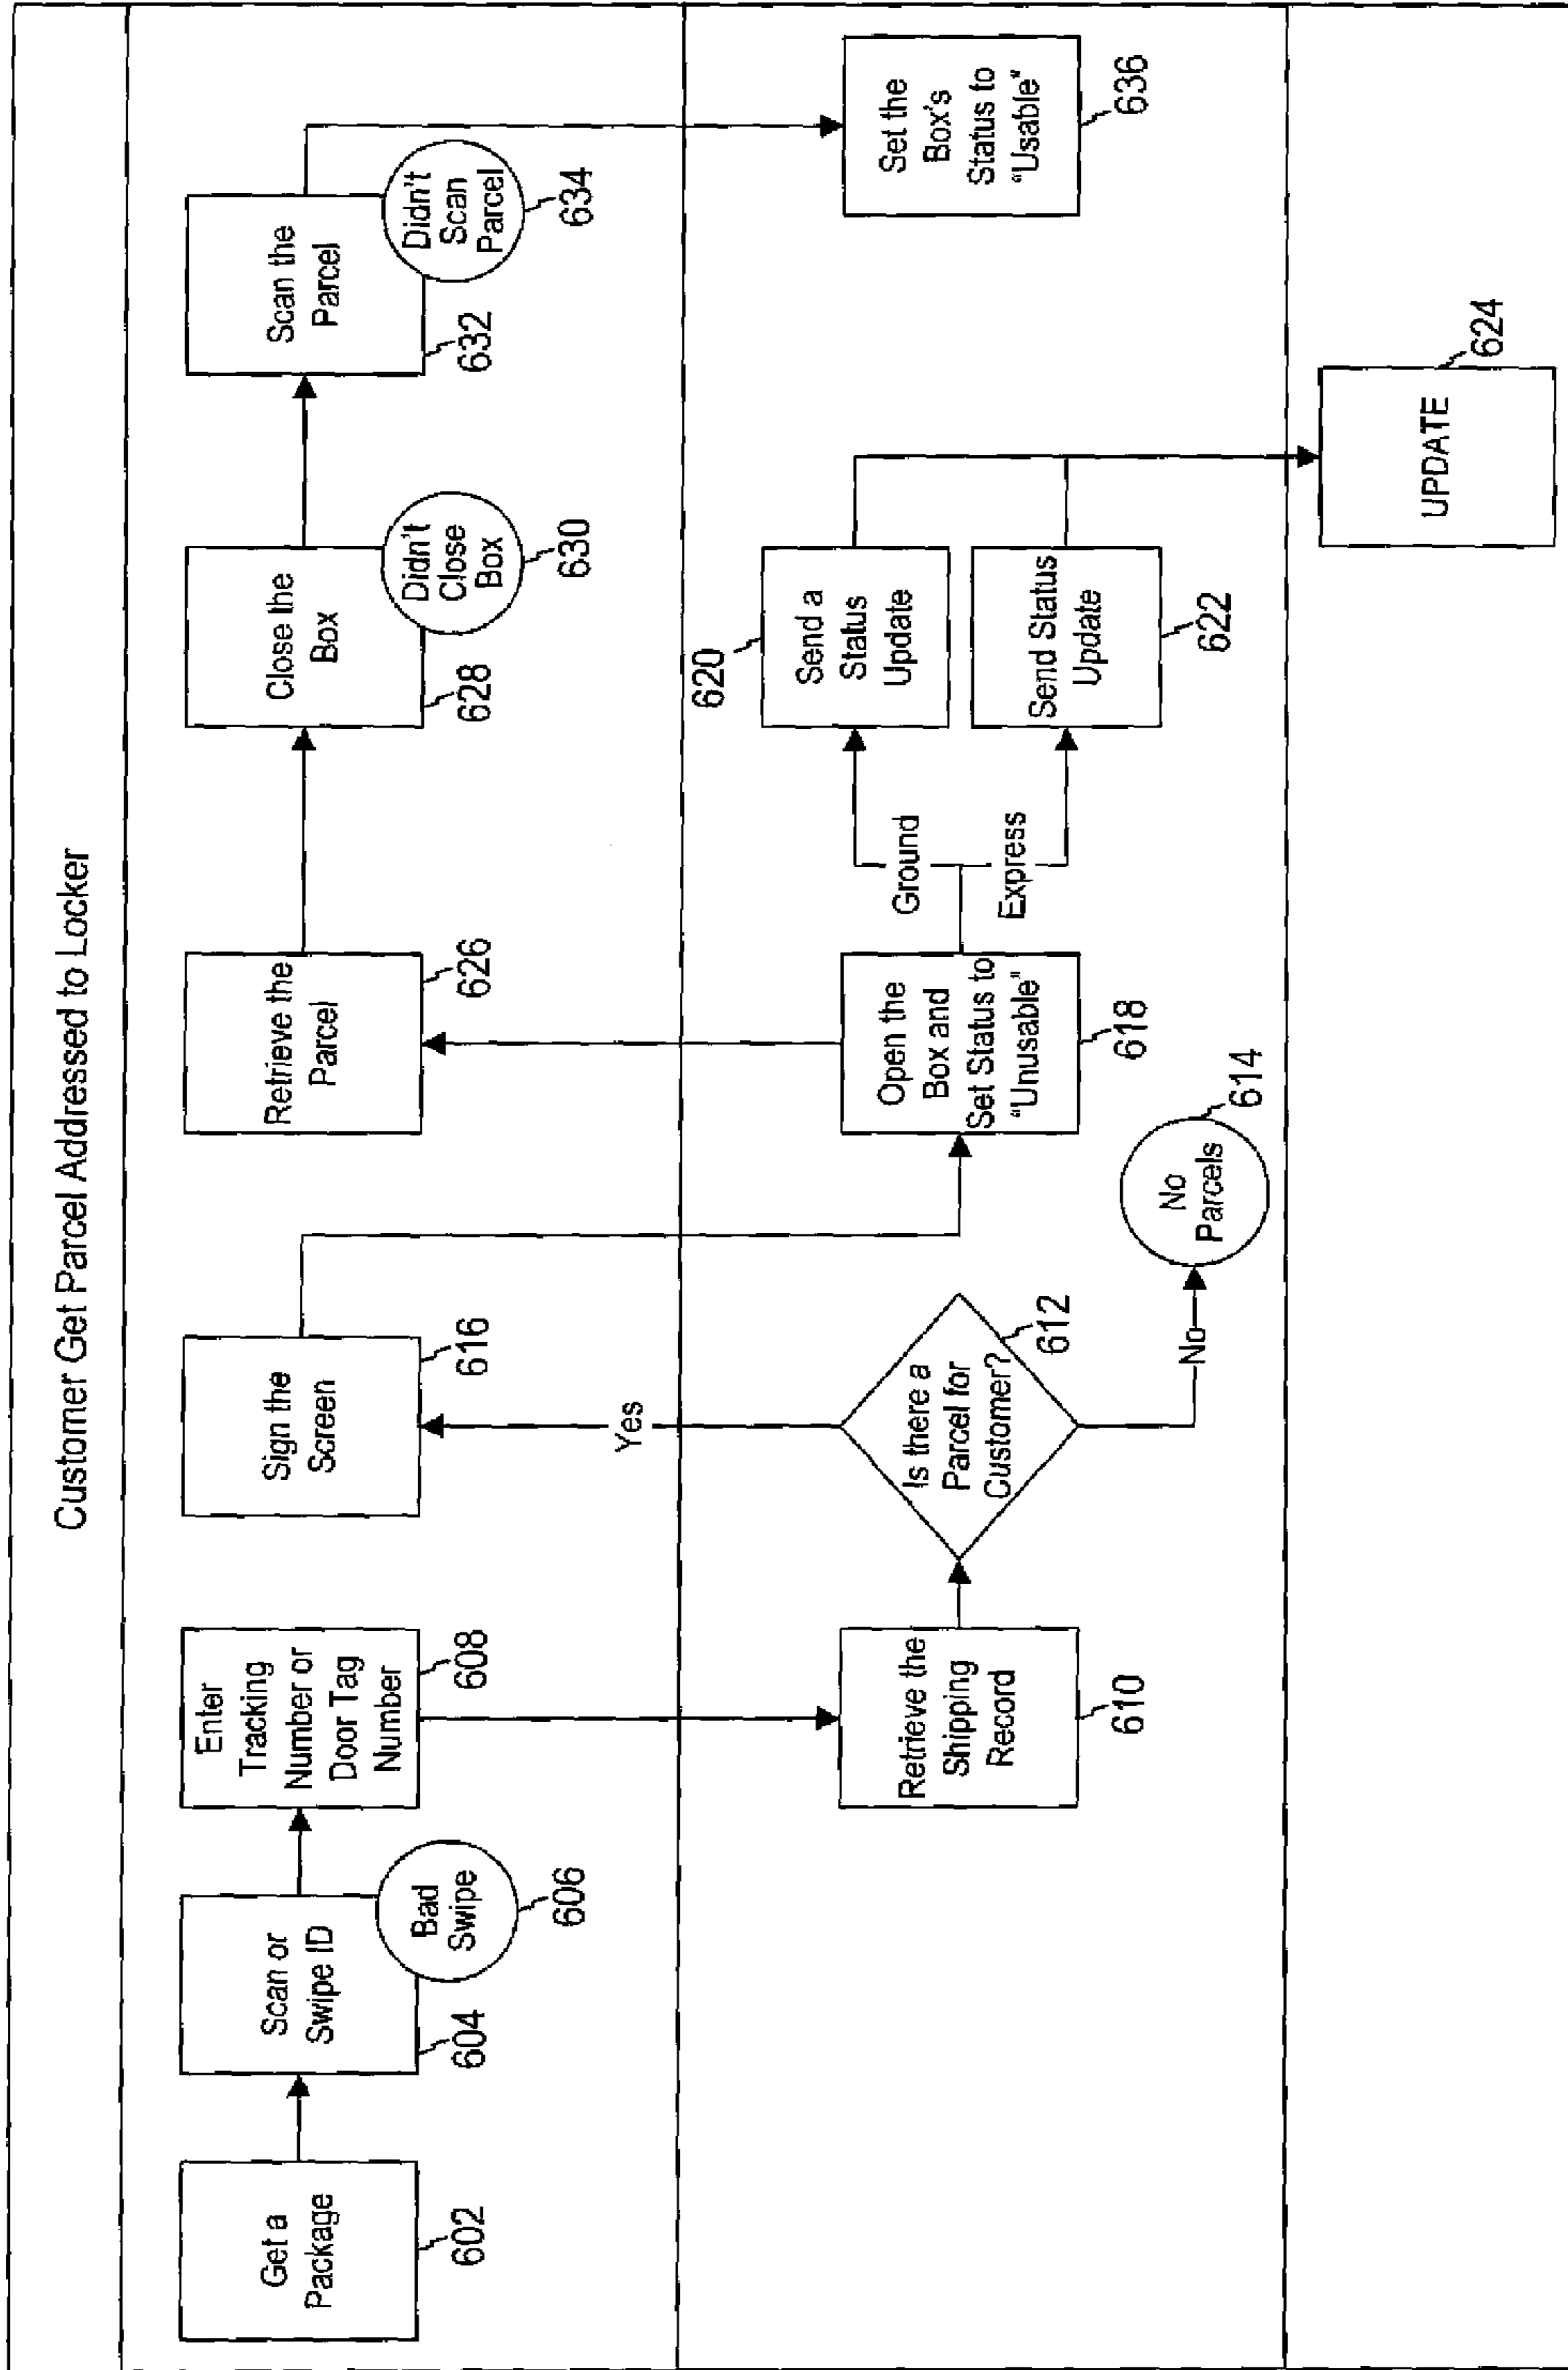 Customer Get Parcel Addressed to Locker
Get a
Package
602
Scan or
Swipe ID
604
Bad
Swipe
606
Enter
Tracking
Number or
Door Tag
Number
608
Retrieve the
Shipping
Record
610
Is there a
Parcel for
Customer?
612
No
No
Parcels
614
Yes
Sign the
Screen
616
Open the
Box and
Set Status to
"Unusable"
618
Ground
Express
Send a
Status
Update
620
Send Status
Update
622
UPDATE
624
Retrieve the
Parcel
626
Close the
Box
628
Didn't
Close
Box
630
Scan the
Parcel
632
Didn't
Scan
Parcel
634
Set the
Box's
Status to
"Usable"
636